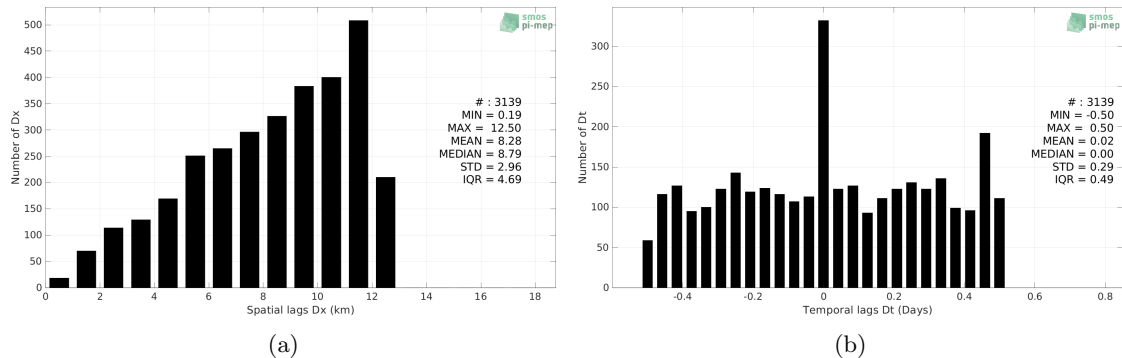 smos
pi-mep
Number of Dx
500
450
400
350
300
250
200
150
100
50
0
# : 3139
MIN = 0.19
MAX = 12.50
MEAN = 8.28
MEDIAN = 8.79
STD = 2.96
IQR = 4.69
0 2 4 6 8 10 12 14 16 18
Spatial lags Dx (km)
(a)
smos
pi-mep
Number of Dt
300
250
200
150
100
50
0
# : 3139
MIN = -0.50
MAX = 0.50
MEAN = 0.02
MEDIAN = 0.00
STD = 0.29
IQR = 0.49
-0.4 -0.2 0 0.2 0.4 0.6 0.8
Temporal lags Dt (Days)
(b)